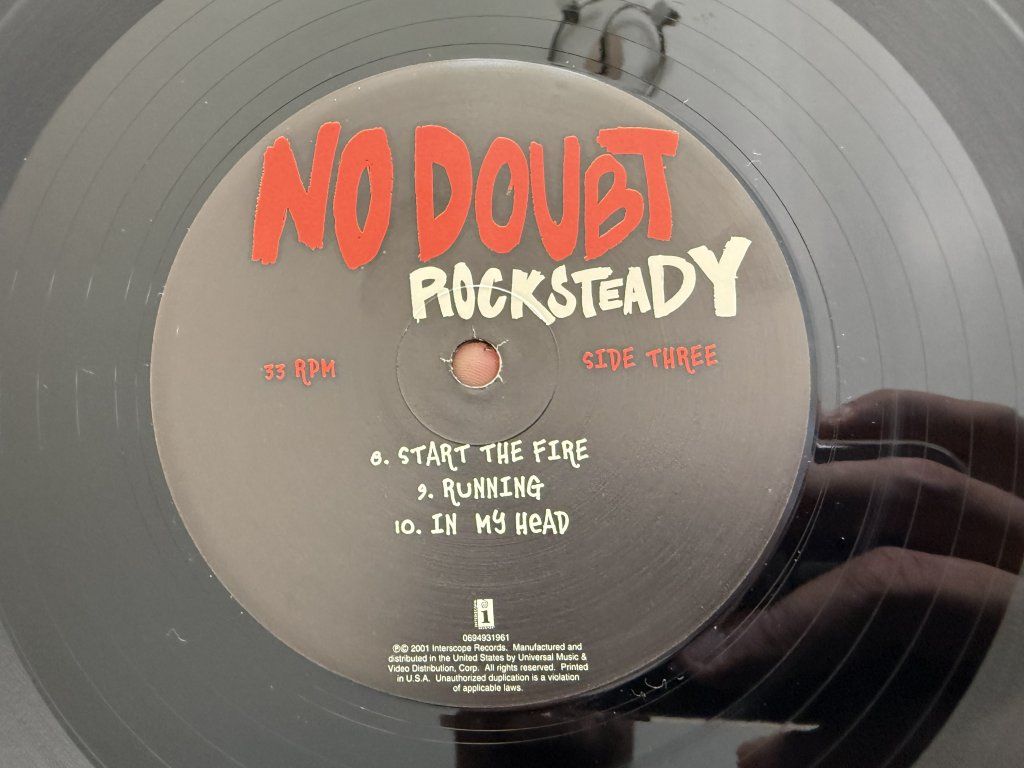 NO DOUBT
ROCKSTEADY
33 RPM
SIDE THREE
8. START THE FIRE
9. RUNNING
10. IN MY HEAD
i
0694931961
℗© 2001 Interscope Records. Manufactured and
distributed in the United States by Universal Music &
Video Distribution, Corp. All rights reserved. Printed
in U.S.A. Unauthorized duplication is a violation
of applicable laws.